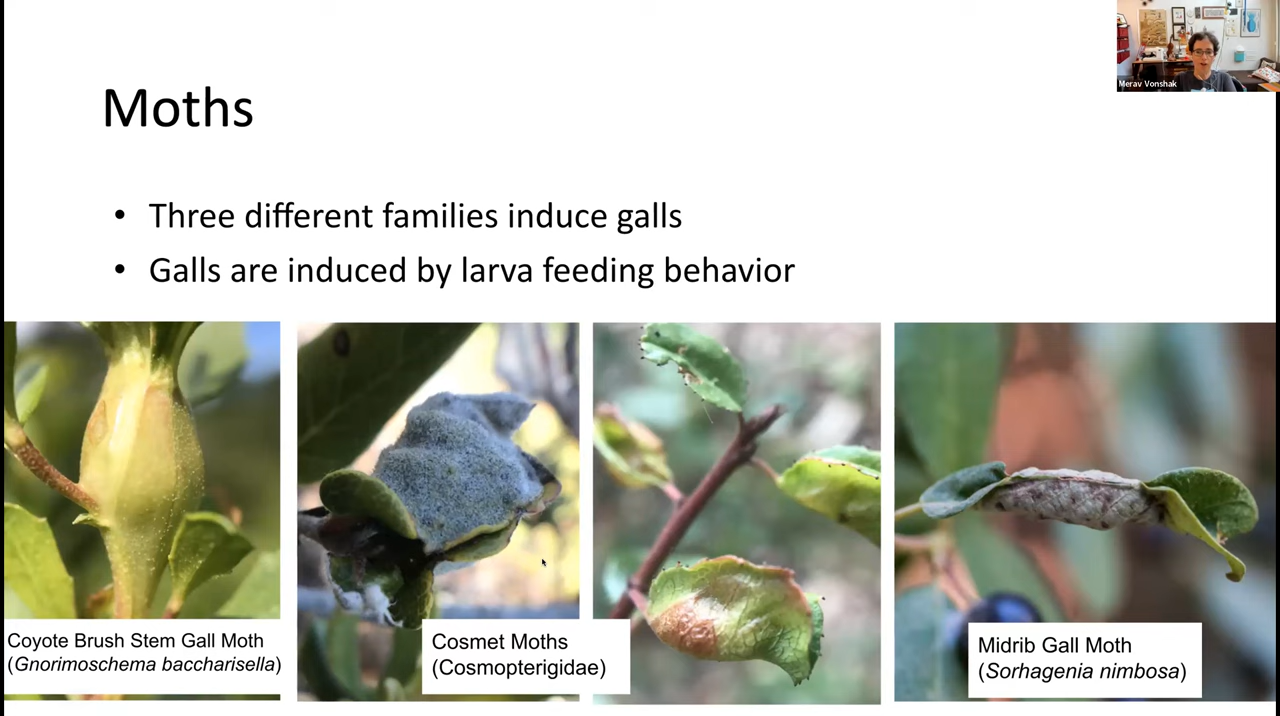 Merav Vonshak
Moths
• Three different families induce galls
• Galls are induced by larva feeding behavior
Coyote Brush Stem Gall Moth
(Gnorimoschema baccharisella)
Cosmet Moths
(Cosmopterigidae)
Midrib Gall Moth
(Sorhagenia nimbosa)